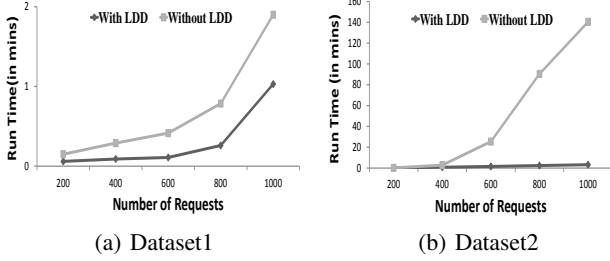 With LDD Without LDD
Run Time(in mins)
2
1
0
200 400 600 800 1000
Number of Requests
(a) Dataset1
With LDD Without LDD
Run Time (in mins)
160
140
120
100
80
60
40
20
0
200 400 600 800 1000
Number of Requests
(b) Dataset2